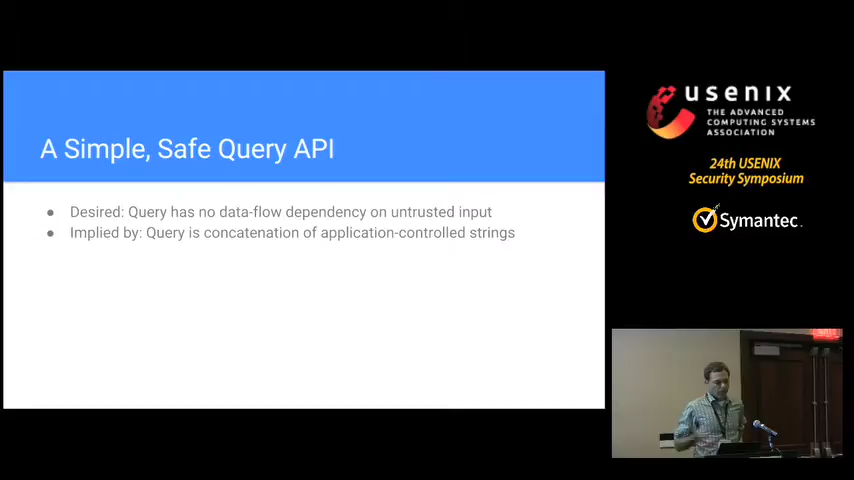 A Simple, Safe Query API
● Desired: Query has no data-flow dependency on untrusted input
● Implied by: Query is concatenation of application-controlled strings
usenix
THE ADVANCED
COMPUTING SYSTEMS
ASSOCIATION
24th USENIX
Security Symposium
Symantec.